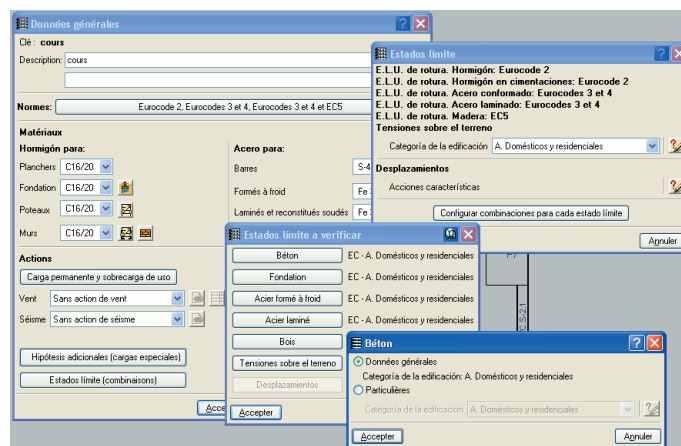 Données générales
Clé : cours
Description: cours
Normes: Eurocode 2, Eurocodes 3 et 4, Eurocodes 3 et 4 et EC5
Matériaux
Hormigón para:
Planchers C16/20
Fondation C16/20
Poteaux C16/20
Murs C16/20
Acero para:
Barres
Formés à froid Fe
Laminés et reconstitués soudés Fe
Actions
Carga permanente y sobrecarga de uso
Vent Sans action de vent
Séisme Sans action de séisme
Hipótesis adicionales (cargas especiales)
Estados límite (combinaisons)
Estados límite
E.L.U. de rotura. Hormigón: Eurocode 2
E.L.U. de rotura. Hormigón en cimentaciones: Eurocode 2
E.L.U. de rotura. Acero conformado: Eurocodes 3 et 4
E.L.U. de rotura. Acero laminado: Eurocodes 3 et 4
E.L.U. de rotura. Madera: EC5
Tensiones sobre el terreno
Categoría de la edificación A. Domésticos y residenciales
Desplazamientos
Acciones características
Configurar combinaciones para cada estado límite
Annuler
Estados límite a verificar
Béton EC - A. Domésticos y residenciales
Fondation EC - A. Domésticos y residenciales
Acier formé à froid EC - A. Domésticos y residenciales
Acier laminé EC - A. Domésticos y residenciales
Bois EC - A. Domésticos y residenciales
Tensiones sobre el terreno EC - A. Domésticos y residenciales
Desplazamientos
Accepter
Béton
Données générales
Categoría de la edificación: A. Domésticos y residenciales
Particulières
Categoría de la edificación A. Domésticos y residenciales
Accepter Annuler